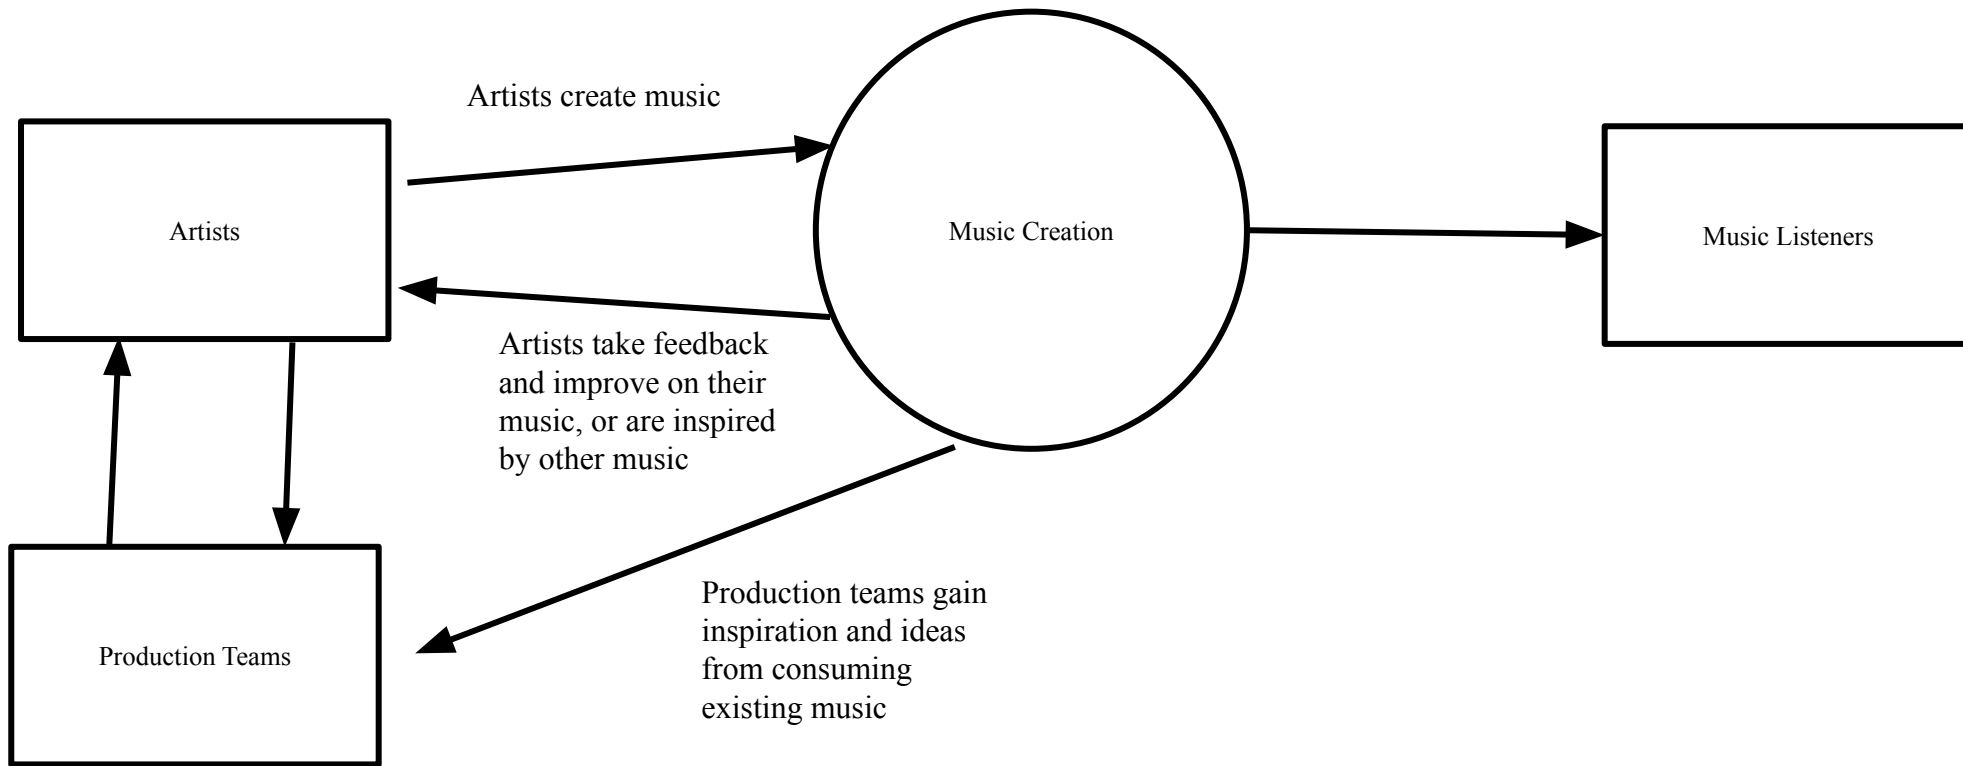 Artists create music
Artists
Music Creation
Music Listeners
Artists take feedback
and improve on their
music, or are inspired
by other music
Production teams gain
inspiration and ideas
from consuming
existing music
Production Teams